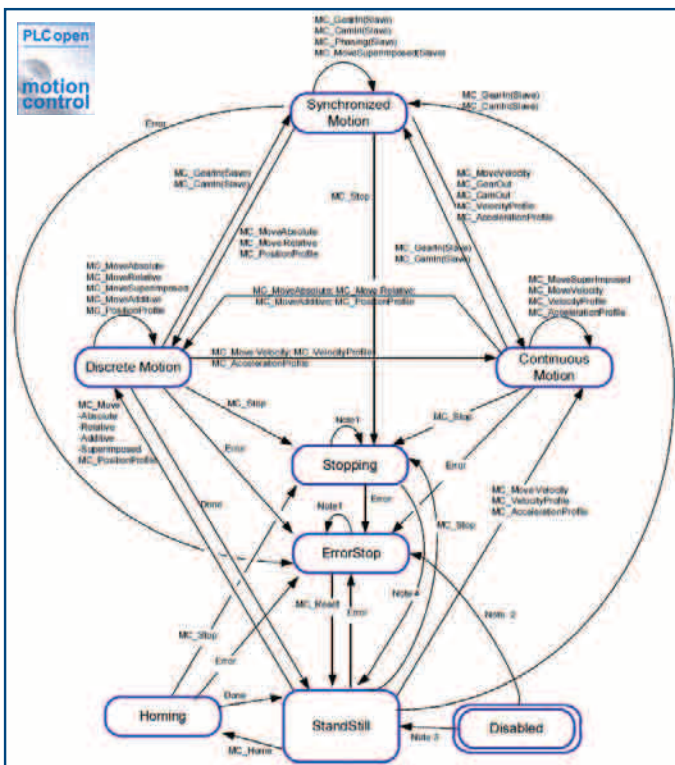 PLCopen
motion
control
MC_GearIn(Slave)
MC_CamIn(Slave)
MC_Phasing(Slave)
MC_MoveSuperimposed(Slave)
Synchronized
Motion
MC_GearIn(Slave)
MC_CamIn(Slave)
Error
MC_GearIn(Slave)
MC_CamIn(Slave)
MC_Stop
MC_MoveVelocity
MC_GearOut
MC_CamOut
MC_VelocityProfile
MC_AccelerationProfile
MC_MoveAbsolute
MC_MoveRelative
MC_PositionProfile
MC_GearIn(Slave)
MC_CamIn(Slave)
MC_MoveAbsolute
MC_MoveRelative
MC_MoveSuperimposed
MC_MoveAdditive
MC_PositionProfile
MC_MoveAbsolute; MC_Move Relative
MC_MoveAdditive; MC_PositionProfile
MC_MoveSuperImposed
MC_MoveVelocity
MC_VelocityProfile
MC_AccelerationProfile
Discrete Motion
MC_Move Velocity; MC_VelocityProfile
MC_AccelerationProfile
Continuous
Motion
MC_Move
-Absolute
-Relative
-Additive
-Superimposed
MC_PositionProfile
MC_Stop
Note1
MC_Stop
Stopping
Error
Error
Error
Done
Note1
MC_Move Velocity
MC_VelocityProfile
MC_AccelerationProfile
MC_Stop
ErrorStop
MC_Reset
Error
Note 4
Note 2
MC_Stop
Error
Homing
Done
StandStill
Disabled
Note 3
MC_Home